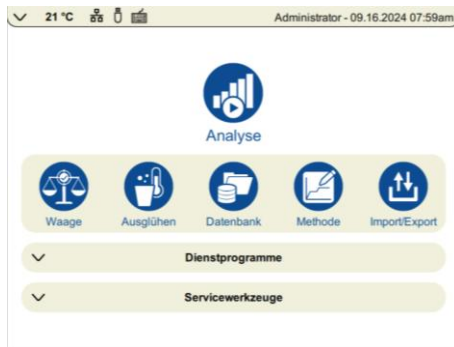 21 °C Administrator - 09.16.2024 07:59am
Analyse
Waage Ausglühen Datenbank Methode Import/Export
Dienstprogramme
Servicewerkzeuge